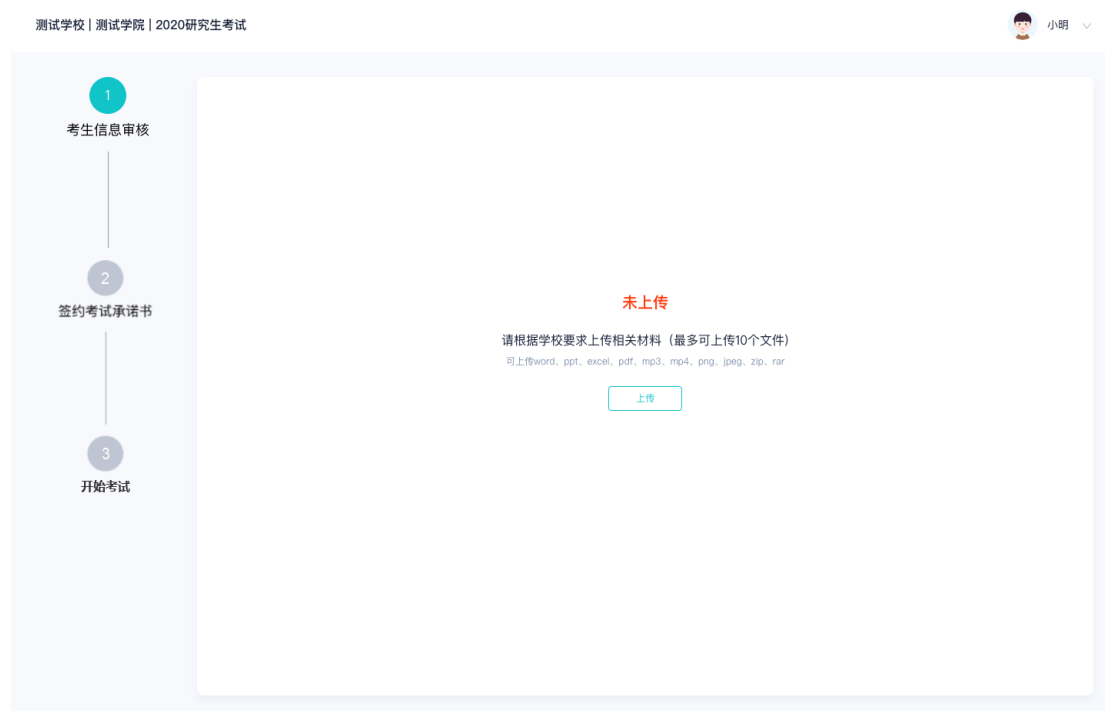 测试学校 | 测试学院 | 2020研究生考试
小明
1
考生信息审核
2
签约考试承诺书
3
开始考试
未上传
请根据学校要求上传相关材料（最多可上传10个文件）
可上传word、ppt、excel、pdf、mp3、mp4、png、jpeg、zip、rar
上传